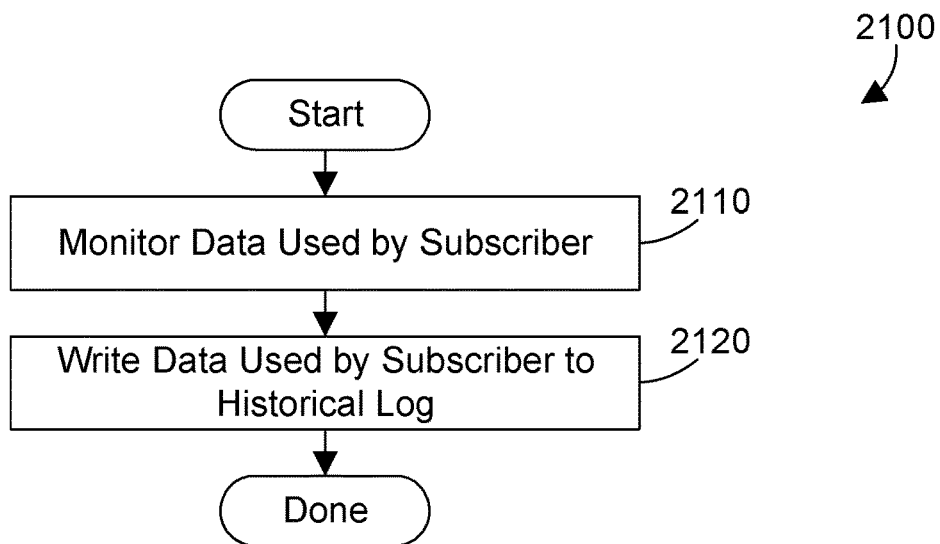 2100
Start
2110
Monitor Data Used by Subscriber
2120
Write Data Used by Subscriber to
Historical Log
Done